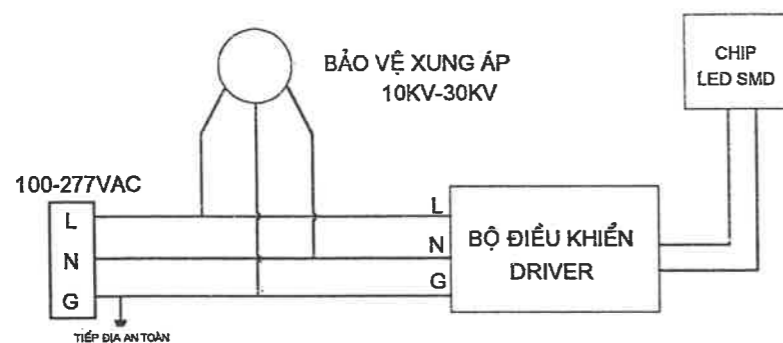 BẢO VỆ XUNG ÁP
10KV-30KV
CHIP
LED SMD
100-277VAC
L
N
G
L
N
G
BỘ ĐIỀU KHIỂN
DRIVER
TIẾP ĐỊA AN TOÀN